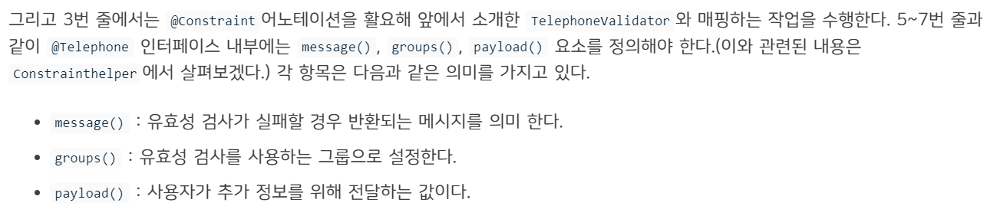 그리고 3번 줄에서는 @Constraint 어노테이션을 활요해 앞에서 소개한 TelephoneValidator 와 매핑하는 작업을 수행한다. 5~7번 줄과
같이 @Telephone 인터페이스 내부에는 message(), groups(), payload() 요소를 정의해야 한다.(이와 관련된 내용은
Constrainthelper 에서 살펴보겠다.) 각 항목은 다음과 같은 의미를 가지고 있다.
• message() : 유효성 검사가 실패할 경우 반환되는 메시지를 의미 한다.
• groups() : 유효성 검사를 사용하는 그룹으로 설정한다.
• payload() : 사용자가 추가 정보를 위해 전달하는 값이다.